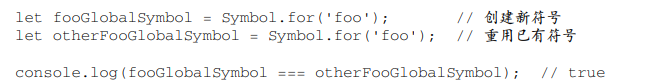 let fooGlobalSymbol = Symbol.for('foo');       // 创建新符号
let otherFooGlobalSymbol = Symbol.for('foo');  // 重用已有符号
console.log(fooGlobalSymbol === otherFooGlobalSymbol);  // true